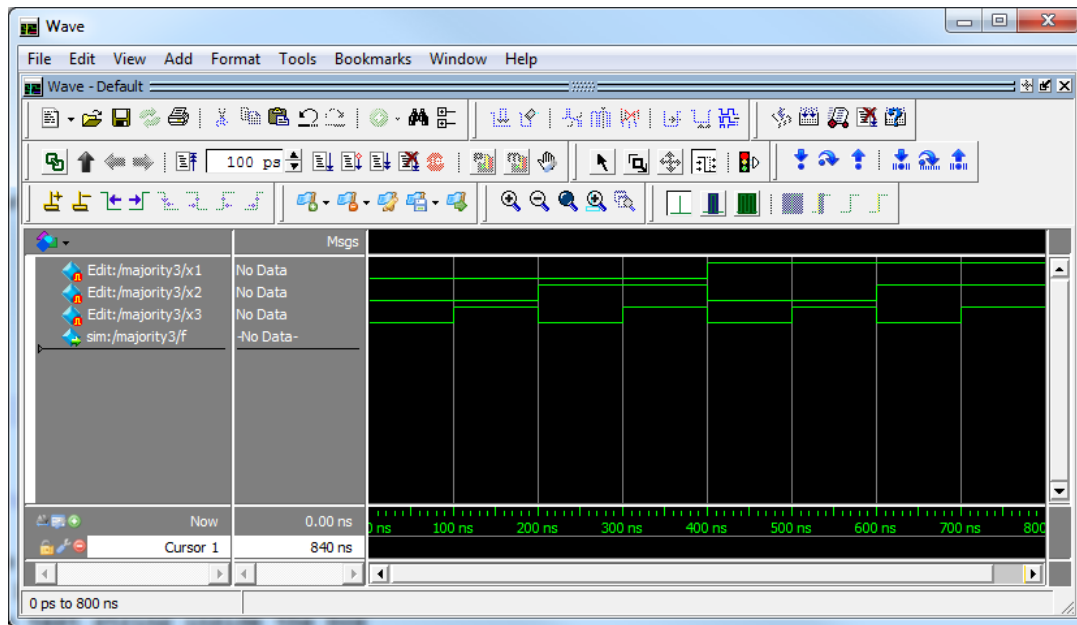 Wave
File Edit View Add Format Tools Bookmarks Window Help
Wave - Default
100 ps
Msgs
Edit:/majority3/x1 No Data
Edit:/majority3/x2 No Data
Edit:/majority3/x3 No Data
sim:/majority3/f -No Data-
Now 0.00 ns
Cursor 1 840 ns
ns 100 ns 200 ns 300 ns 400 ns 500 ns 600 ns 700 ns 800
0 ps to 800 ns